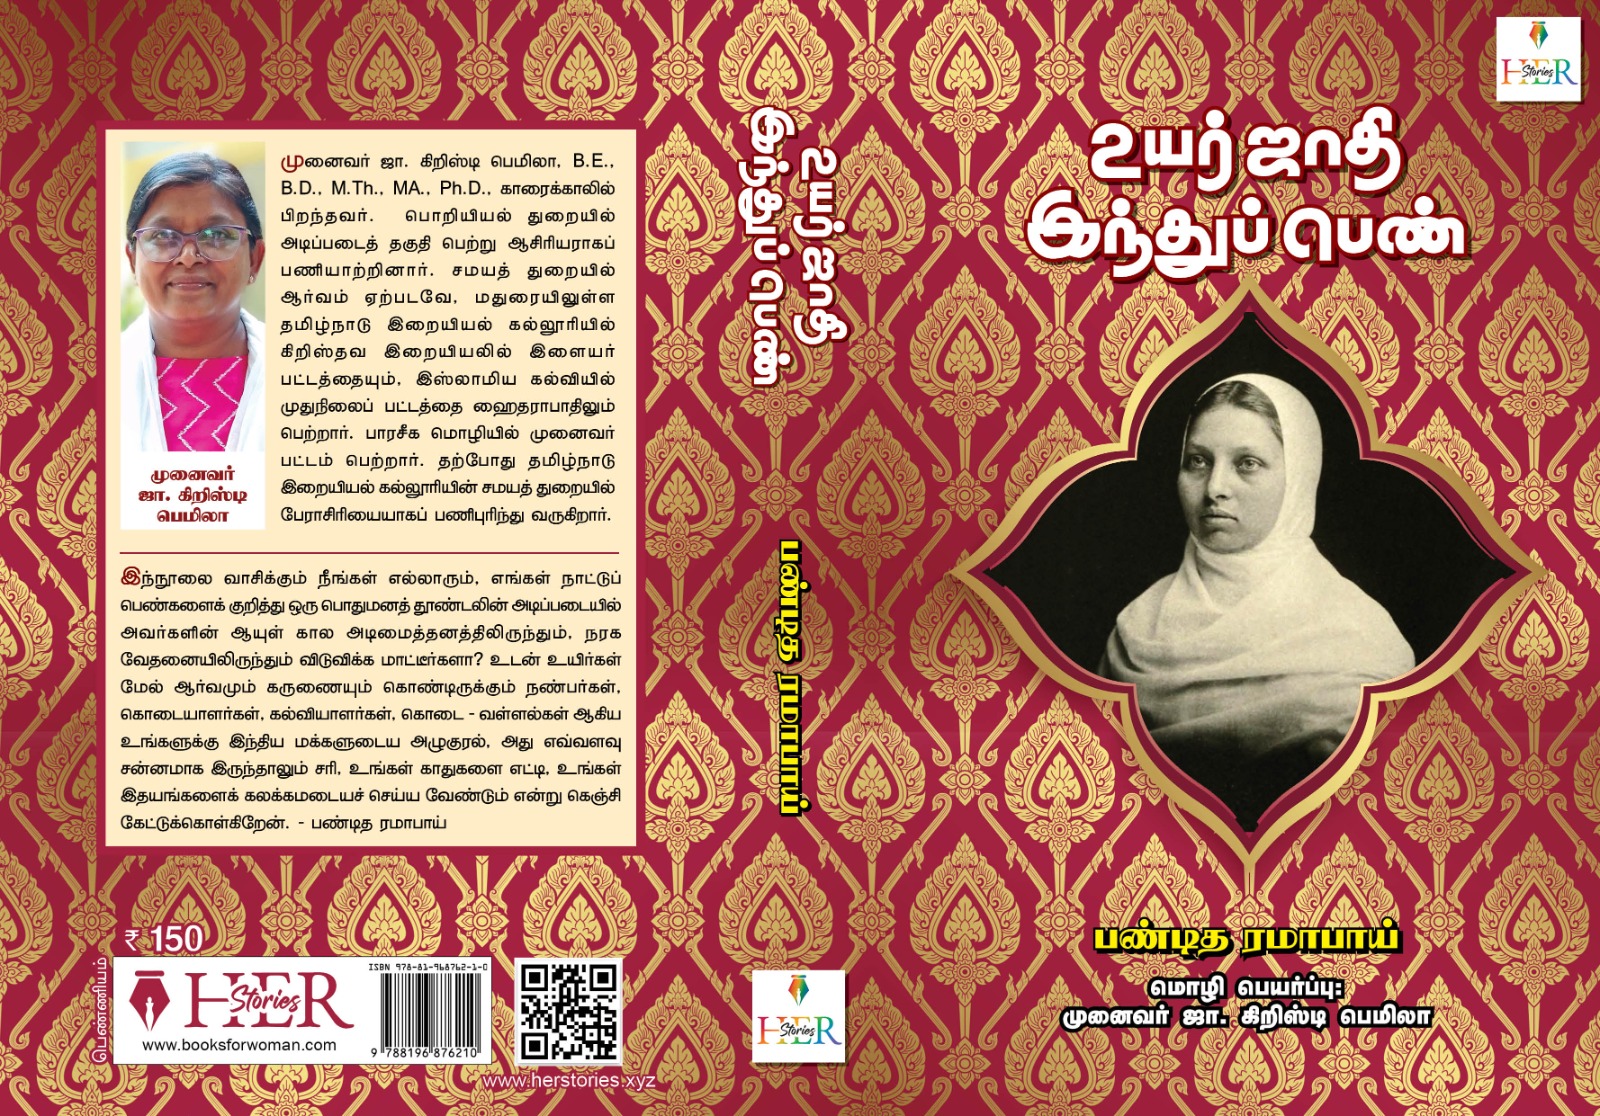 முனைவர் ஜா. கிறிஸ்டி பெமிலா, B.E.,
B.D., M.Th., MA., Ph.D., காரைக்காலில்
பிறந்தவர். பொறியியல் துறையில்
அடிப்படைத் தகுதி பெற்று ஆசிரியராகப்
பணியாற்றினார். சமயத் துறையில்
ஆர்வம் ஏற்படவே, மதுரையிலுள்ள
தமிழ்நாடு இறையியல் கல்லூரியில்
கிறிஸ்தவ இறையியலில் இளையர்
பட்டத்தையும், இஸ்லாமிய கல்வியில்
முதுநிலைப் பட்டத்தை ஹைதராபாதிலும்
பெற்றார். பாரசீக மொழியில் முனைவர்
பட்டம் பெற்றார். தற்போது தமிழ்நாடு
இறையியல் கல்லூரியின் சமயத் துறையில்
பேராசிரியையாகப் பணிபுரிந்து வருகிறார்.
முனைவர்
ஜா. கிறிஸ்டி
பெமிலா
இந்நூலை வாசிக்கும் நீங்கள் எல்லாரும், எங்கள் நாட்டுப்
பெண்களைக் குறித்து ஒரு பொதுமனத் தூண்டலின் அடிப்படையில்
அவர்களின் ஆயுள் கால அடிமைத்தனத்திலிருந்தும், நரக
வேதனையிலிருந்தும் விடுவிக்க மாட்டீர்களா? உடன் உயிர்கள்
மேல் ஆர்வமும் கருணையும் கொண்டிருக்கும் நண்பர்கள்,
கொடையாளர்கள், கல்வியாளர்கள், கொடை - வள்ளல்கள் ஆகிய
உங்களுக்கு இந்திய மக்களுடைய அழுகுரல், அது எவ்வளவு
சன்னமாக இருந்தாலும் சரி, உங்கள் காதுகளை எட்டி, உங்கள்
இதயங்களைக் கலக்கமடையச் செய்ய வேண்டும் என்று கெஞ்சி
கேட்டுக்கொள்கிறேன். - பண்டித ரமாபாய்
₹ 150
பெண்ணியம்
HER Stories
www.booksforwoman.com
ISBN 978-81-968762-1-0
9 788196 876210
www.herstories.xyz
உயர் ஜாதி
இந்துப் பெண்
பண்டித ரமாபாய்
HER Stories
HER Stories
உயர் ஜாதி
இந்துப் பெண்
பண்டித ரமாபாய்
மொழி பெயர்ப்பு:
முனைவர் ஜா. கிறிஸ்டி பெமிலா